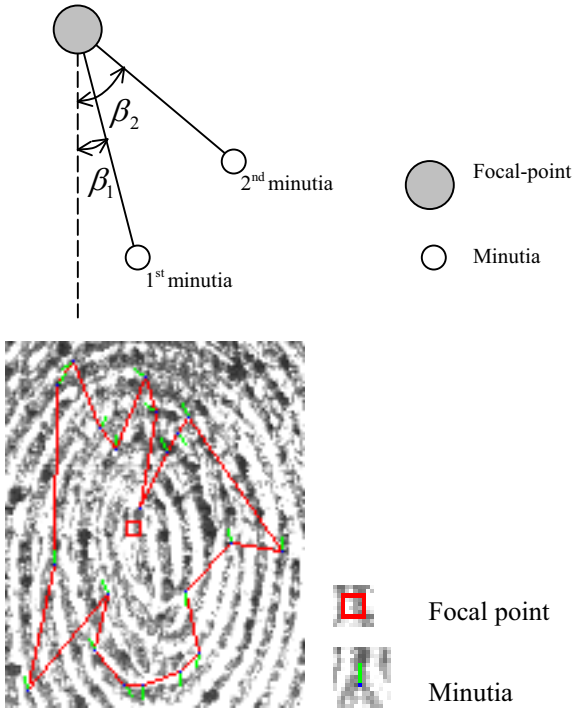 β₂
β₁
2nd minutia
1st minutia
Focal-point
Minutia
Focal point
Minutia